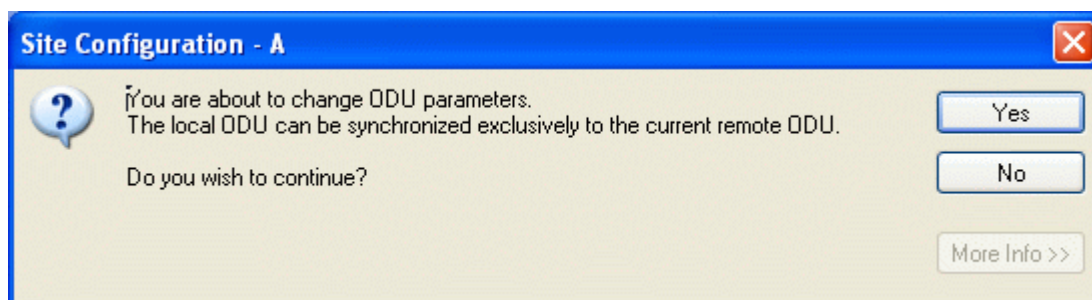 Site Configuration - A
You are about to change ODU parameters.
The local ODU can be synchronized exclusively to the current remote ODU.
Do you wish to continue?
Yes
No
More Info >>